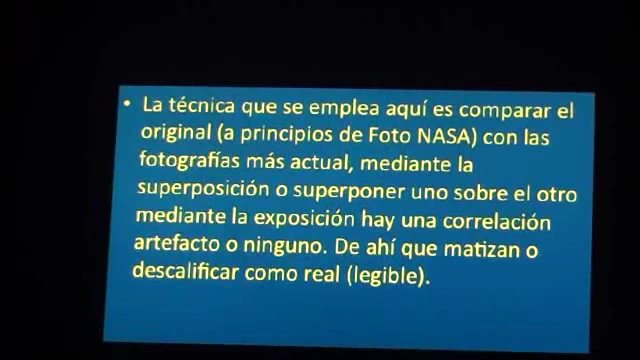 • La técnica que se emplea aquí es comparar el
original (a principios de Foto NASA) con las
fotografías más actual, mediante la
superposición o superponer uno sobre el otro
mediante la exposición hay una correlación
artefacto o ninguno. De ahí que matizan o
descalificar como real (legible).